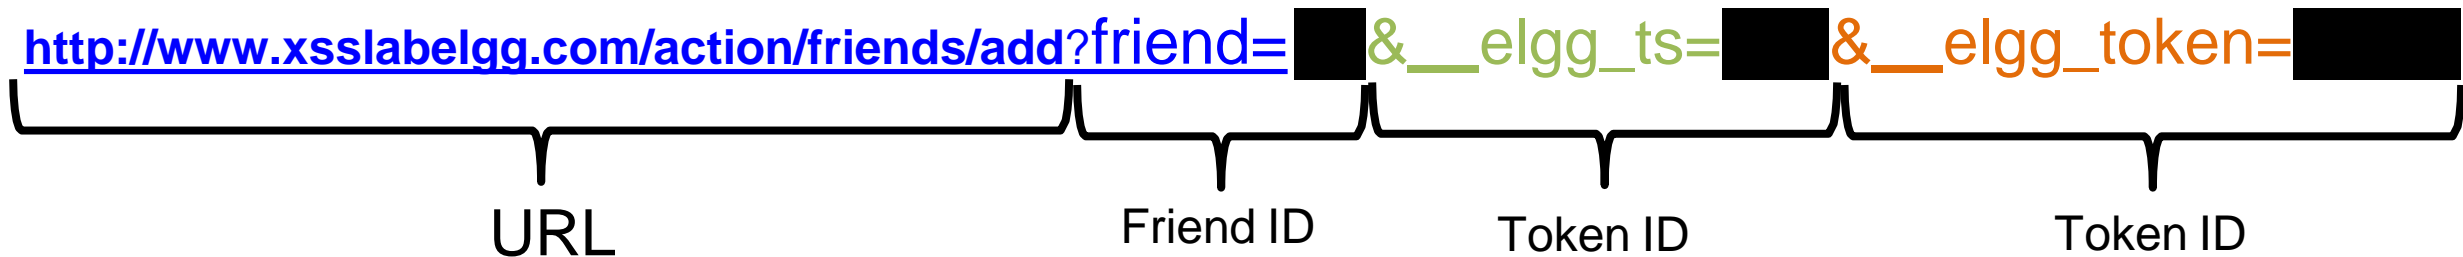 http://www.xsslabelgg.com/action/friends/add?friend= &__elgg_ts= &__elgg_token=
URL Friend ID Token ID Token ID